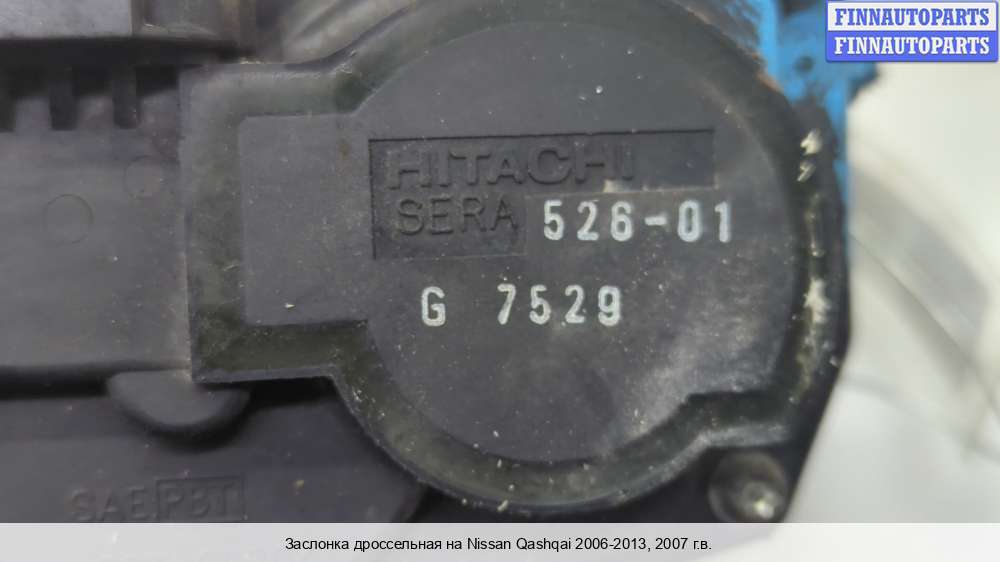 FINNAUTOPARTS
FINNAUTOPARTS
HITACHI
SERA 526-01
G 7529
SAE PBT
Заслонка дроссельная на Nissan Qashqai 2006-2013, 2007 г.в.